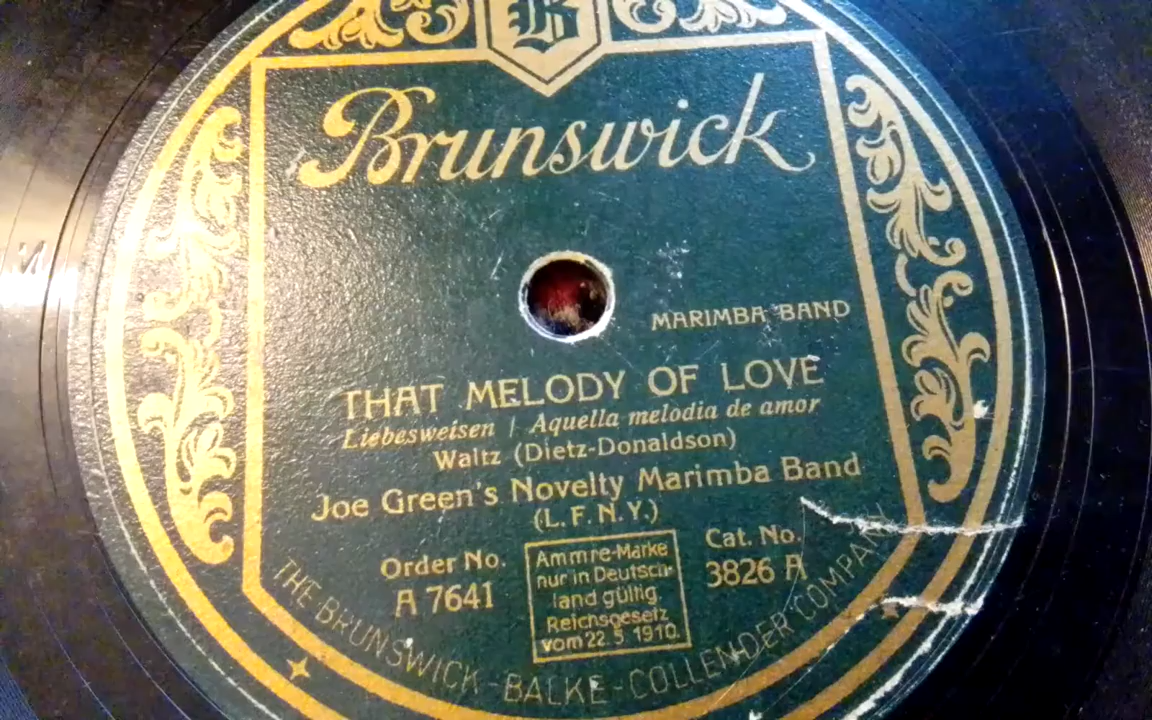 B
Brunswick
MARIMBA BAND
THAT MELODY OF LOVE
Liebesweisen | Aquella melodia de amor
Waltz (Dietz-Donaldson)
Joe Green's Novelty Marimba Band
(L.F.N.Y.)
Order No.
A 7641
Ammre-Marke
nur in Deutsch-
land gültig.
Reichsgesetz
vom 22.5 1910.
Cat. No.
3826 A
THE BRUNSWICK-BALKE-COLLENDER COMPANY